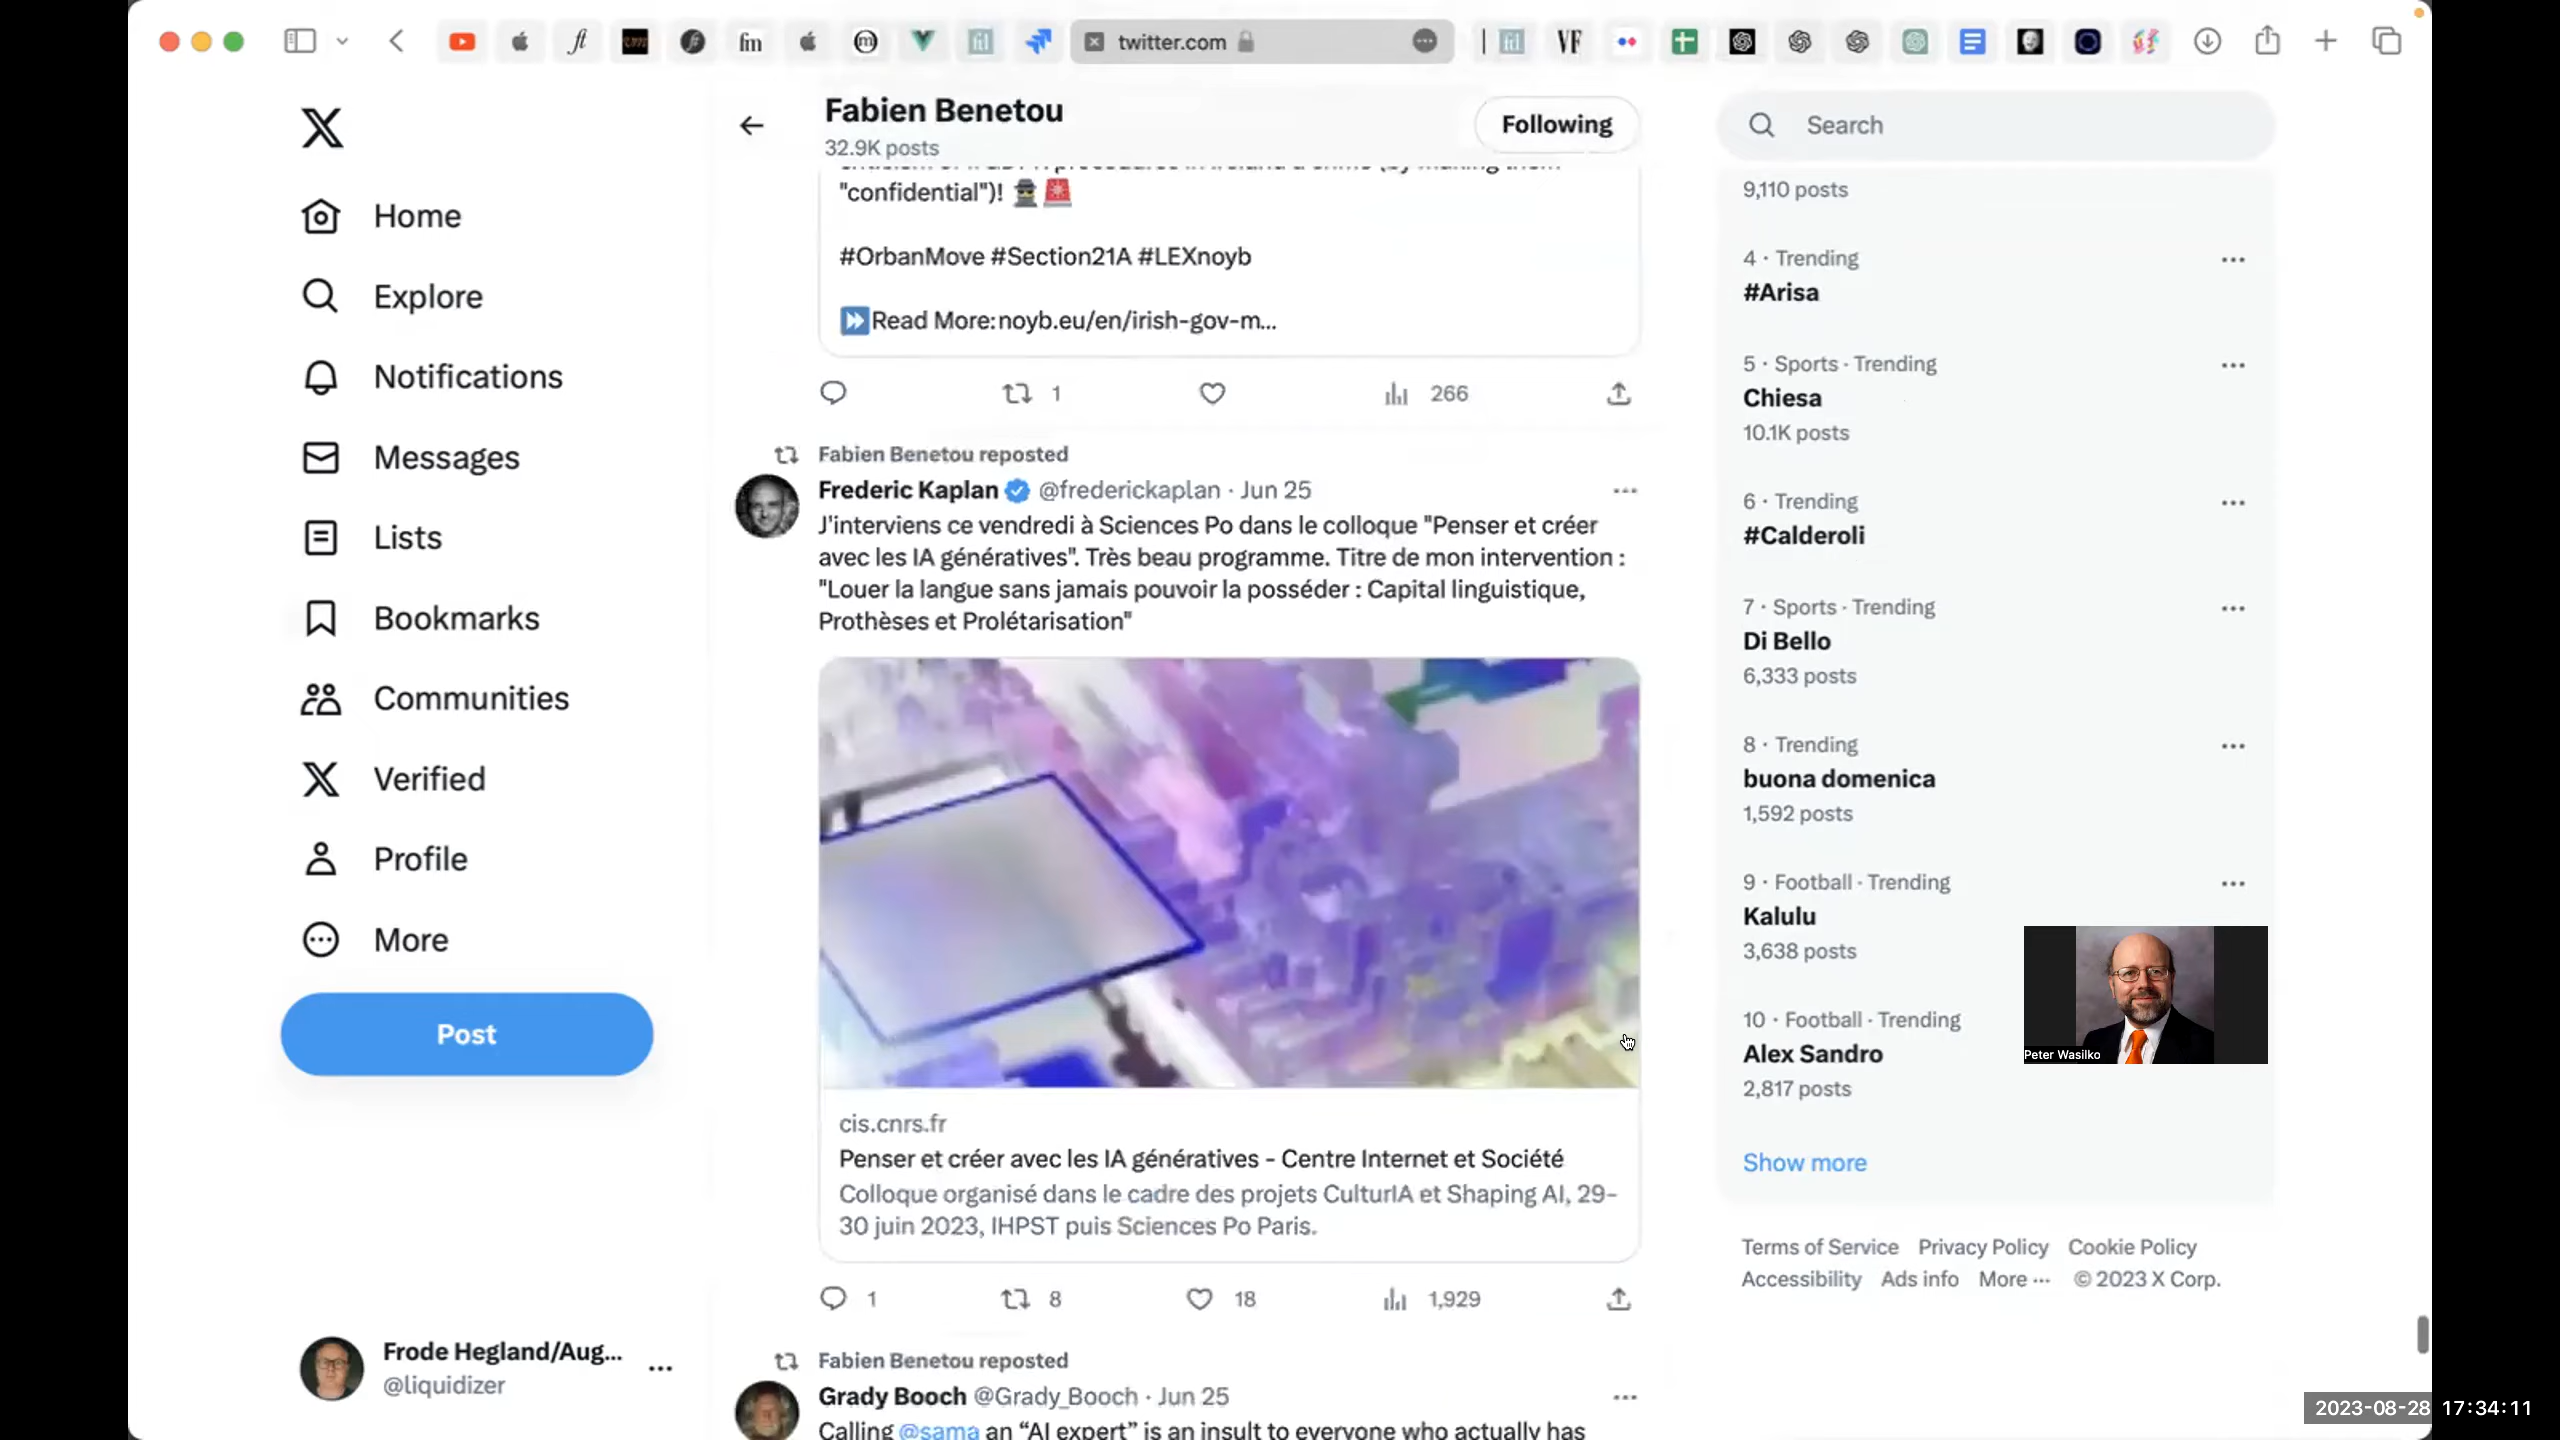 twitter.com
Home
Explore
Notifications
Messages
Lists
Bookmarks
Communities
Verified
Profile
More
Post
Frode Hegland/Aug...
@liquidizer
Fabien Benetou
32.9K posts
Following
"confidential")!
#OrbanMove #Section21A #LEXnoyb
Read More: noyb.eu/en/irish-gov-m...
1
266
Fabien Benetou reposted
Frederic Kaplan @frederickaplan · Jun 25
J'interviens ce vendredi à Sciences Po dans le colloque "Penser et créer
avec les IA génératives". Très beau programme. Titre de mon intervention :
"Louer la langue sans jamais pouvoir la posséder : Capital linguistique,
Prothèses et Prolétarisation"
cis.cnrs.fr
Penser et créer avec les IA génératives - Centre Internet et Société
Colloque organisé dans le cadre des projets CulturIA et Shaping AI, 29-
30 juin 2023, IHPST puis Sciences Po Paris.
1
8
18
1,929
Fabien Benetou reposted
Grady Booch @Grady_Booch · Jun 25
Calling @sama an “AI expert” is an insult to everyone who actually has
Search
9,110 posts
4 · Trending
#Arisa
5 · Sports · Trending
Chiesa
10.1K posts
6 · Trending
#Calderoli
7 · Sports · Trending
Di Bello
6,333 posts
8 · Trending
buona domenica
1,592 posts
9 · Football · Trending
Kalulu
3,638 posts
10 · Football · Trending
Alex Sandro
2,817 posts
Show more
Terms of Service Privacy Policy Cookie Policy
Accessibility Ads info More ··· © 2023 X Corp.
Peter Wasilko
2023-08-28 17:34:11